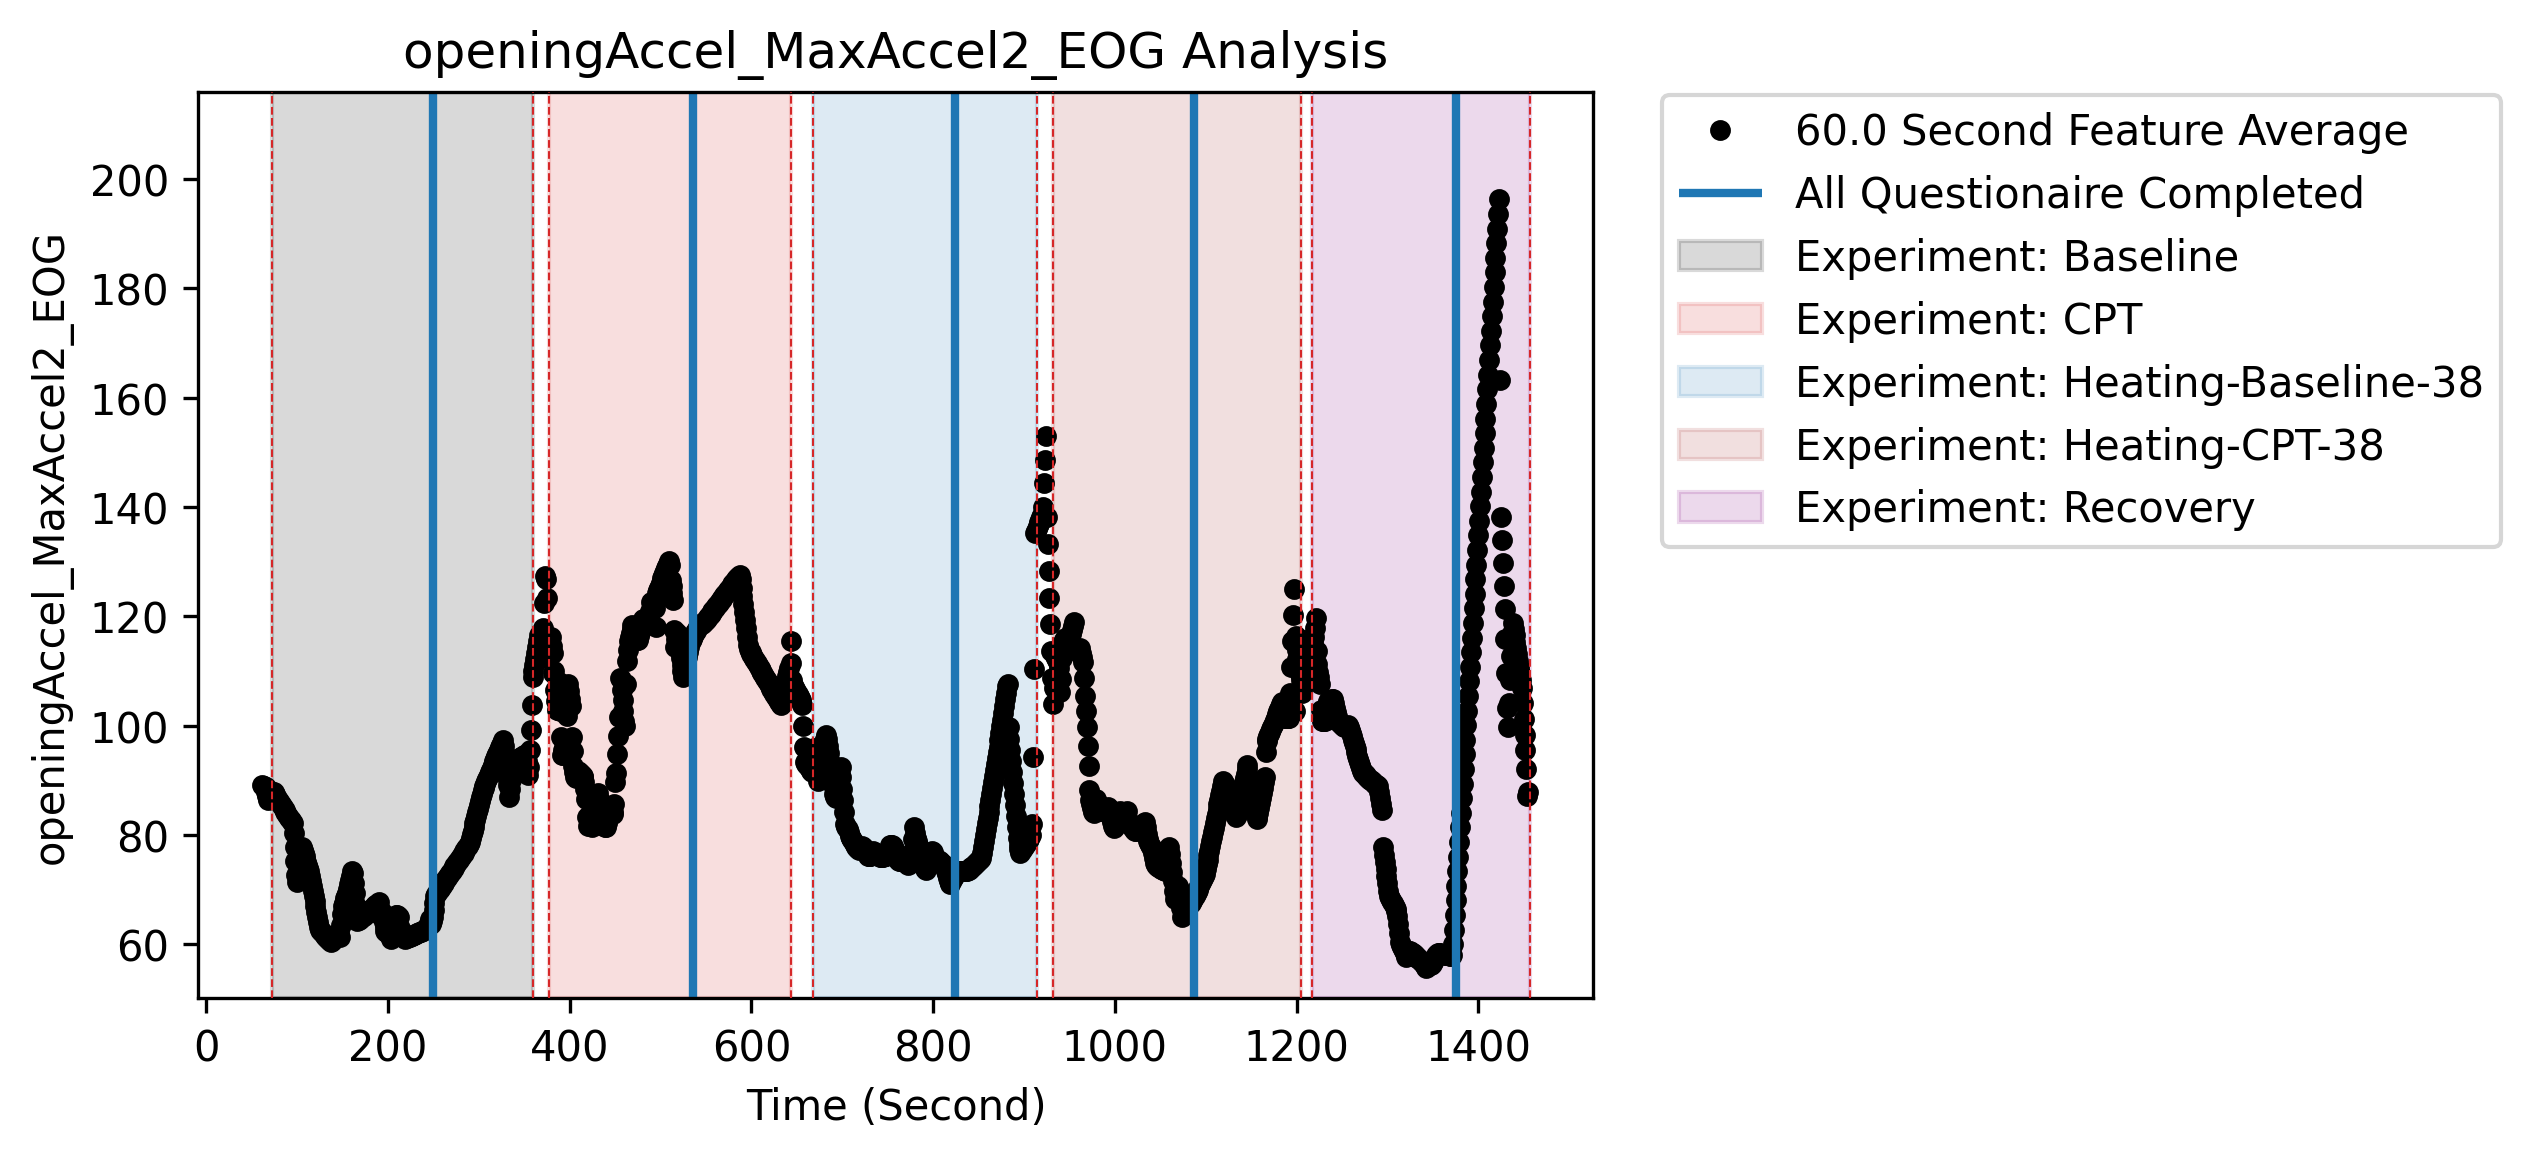 openingAccel_MaxAccel2_EOG Analysis
openingAccel_MaxAccel2_EOG
200
180
160
140
120
100
80
60
0 200 400 600 800 1000 1200 1400
Time (Second)
60.0 Second Feature Average
All Questionaire Completed
Experiment: Baseline
Experiment: CPT
Experiment: Heating-Baseline-38
Experiment: Heating-CPT-38
Experiment: Recovery